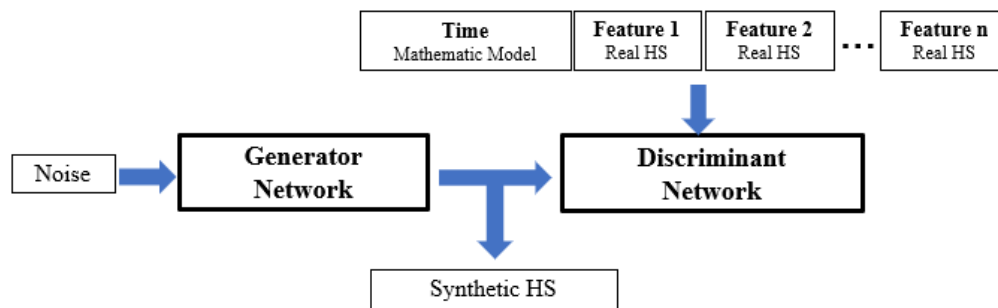 Time
Mathematic Model
Feature 1
Real HS
Feature 2
Real HS
...
Feature n
Real HS
Noise
Generator
Network
Discriminant
Network
Synthetic HS